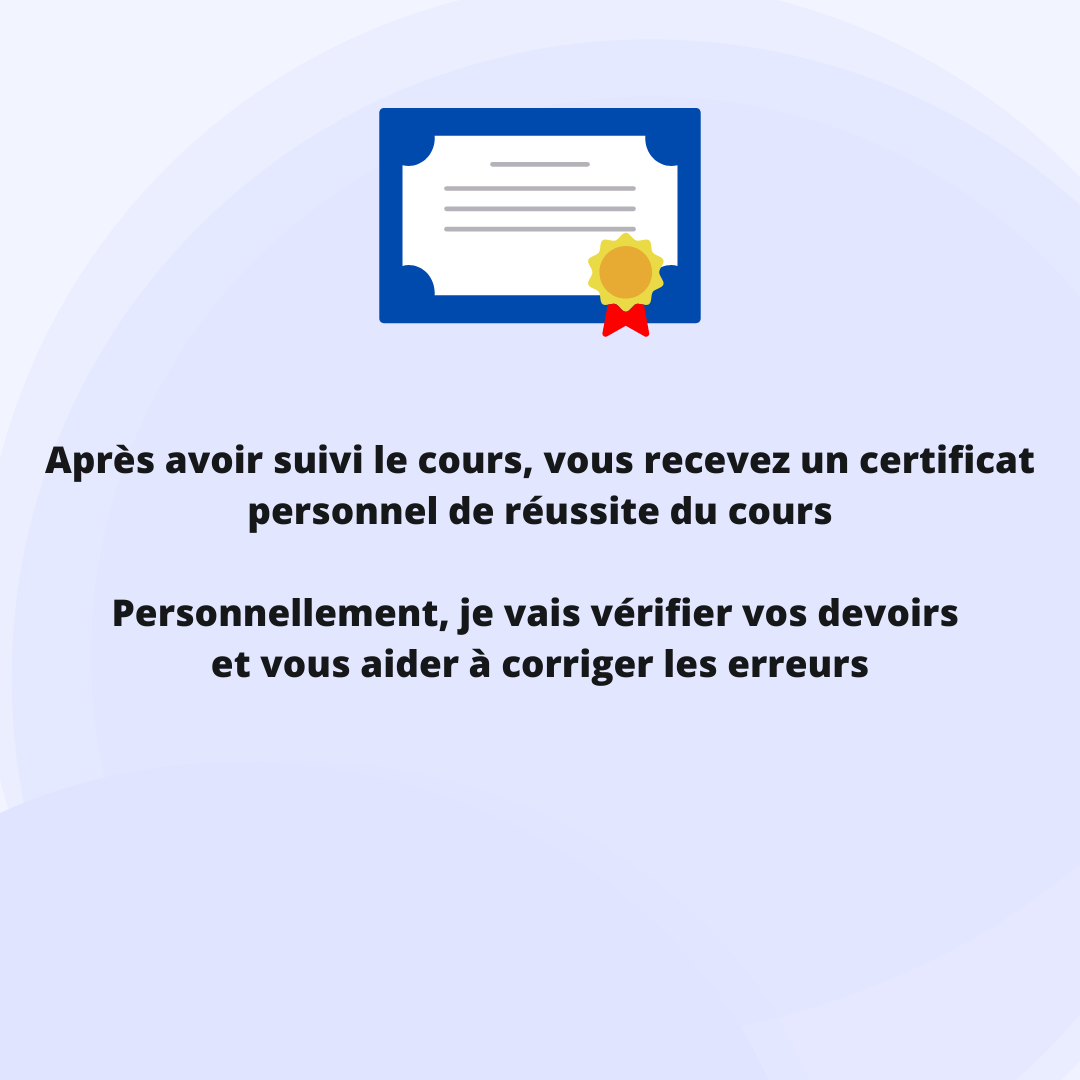 Après avoir suivi le cours, vous recevez un certificat
personnel de réussite du cours
Personnellement, je vais vérifier vos devoirs
et vous aider à corriger les erreurs